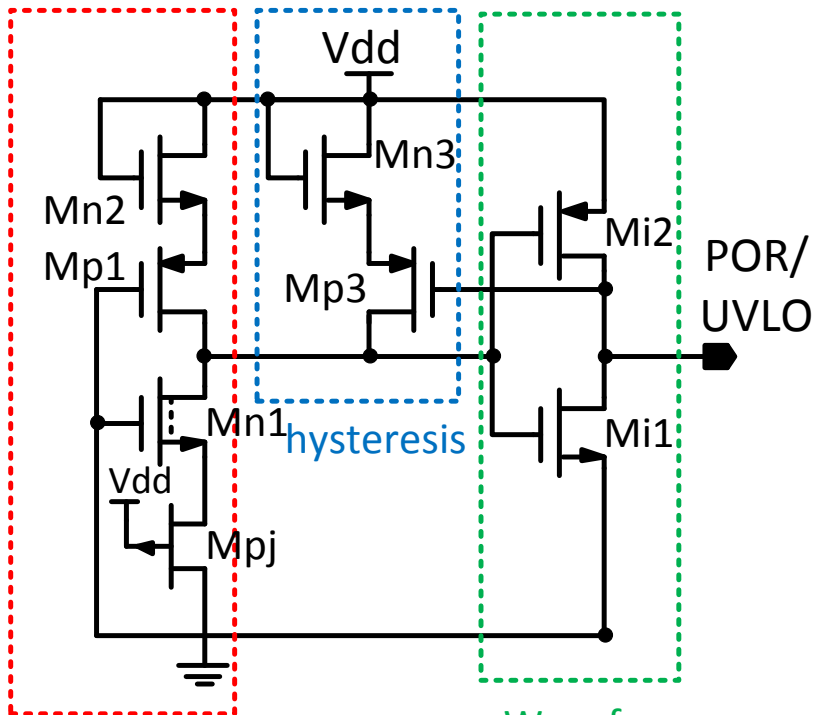 Vdd
Mn3
Mn2
Mi2
Mp1
Mp3
POR/
UVLO
Mn1
hysteresis
Mi1
Vdd
Mpj